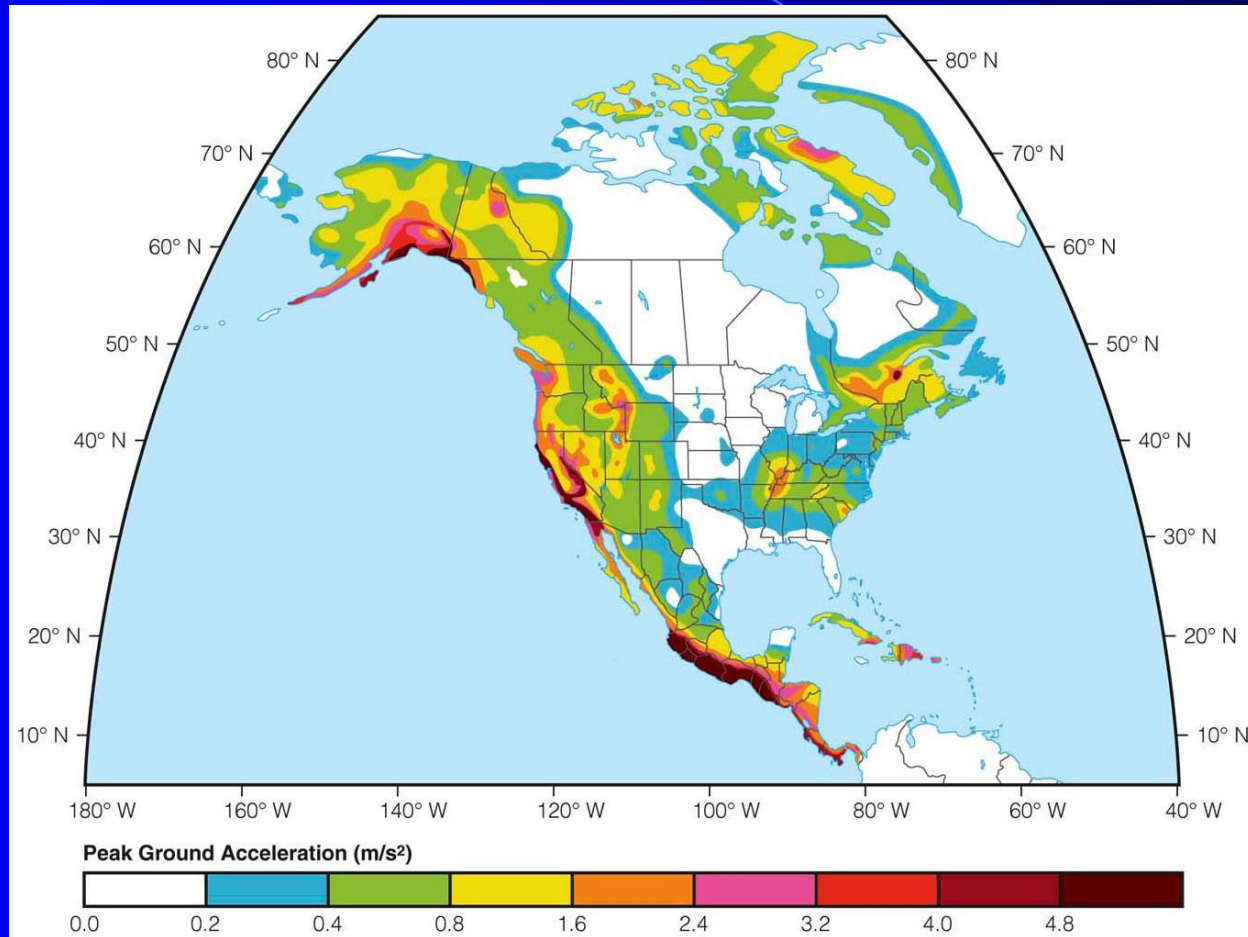 80° N
80° N
70° N
70° N
60° N
60° N
50° N
50° N
40° N
40° N
30° N
30° N
20° N
20° N
10° N
10° N
180° W 160° W 140° W 120° W 100° W 80° W 60° W 40° W
Peak Ground Acceleration (m/s²)
0.0 0.2 0.4 0.8 1.6 2.4 3.2 4.0 4.8